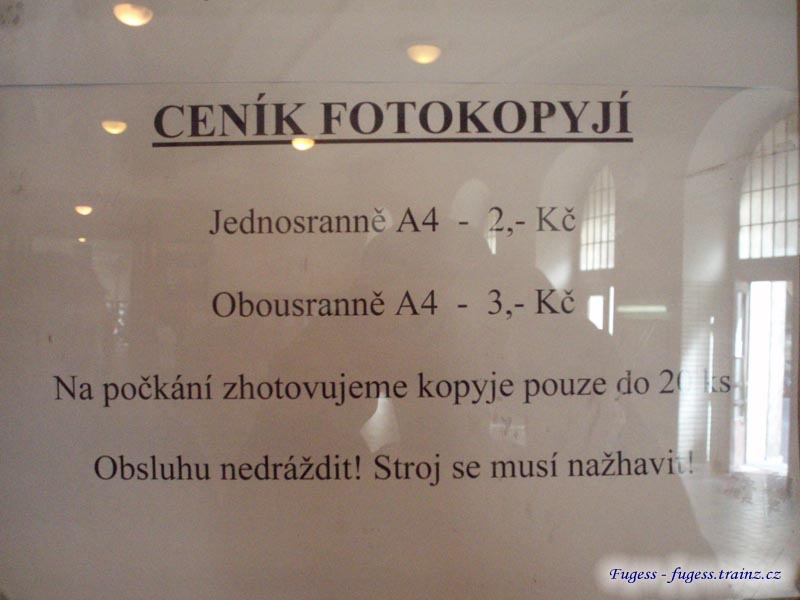 CENÍK FOTOKOPYJÍ
Jednosranně A4 - 2,- Kč
Obousranně A4 - 3,- Kč
Na počkání zhotovujeme kopyje pouze do 20 ks
Obsluhu nedráždit! Stroj se musí nažhavit!
Fugess - fugess.trainz.cz